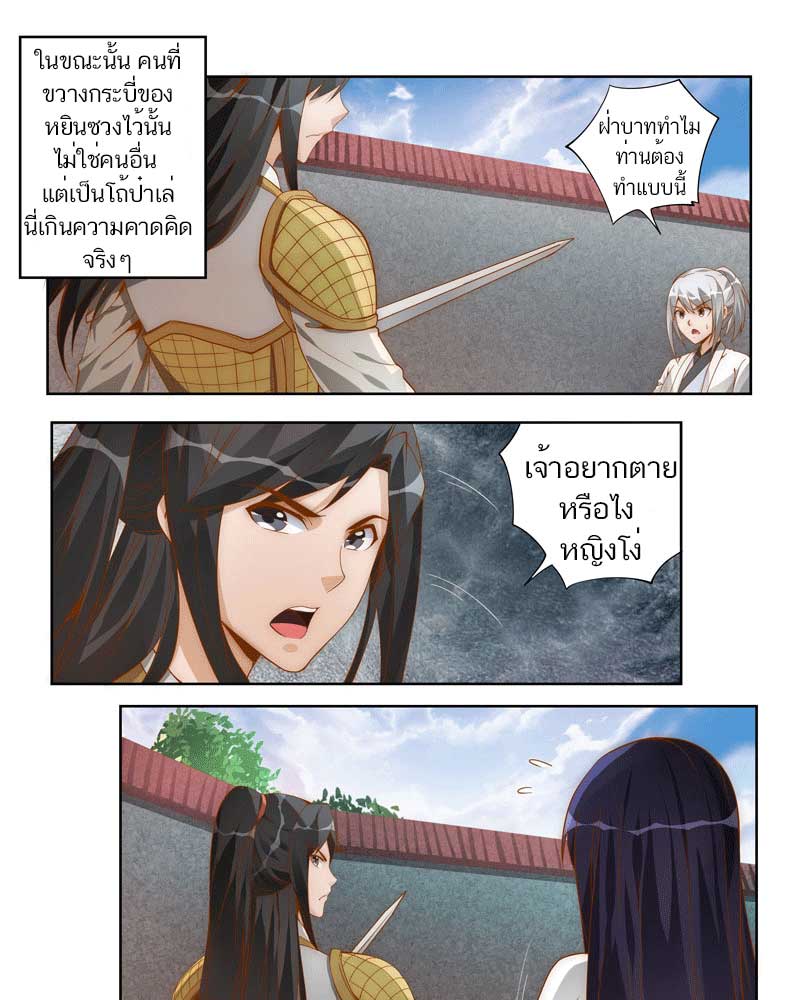 ในขณะนั้น คนที่
ขวางกระบี่ของ
หยินซวงไว้นั้น
ไม่ใช่คนอื่น
แต่เป็นโถ้ป๋าเล่
นี่เกินความคาดคิด
จริงๆ
ฝ่าบาททำไม
ท่านต้อง
ทำแบบนี้
เจ้าอยากตาย
หรือไง
หญิงโง่